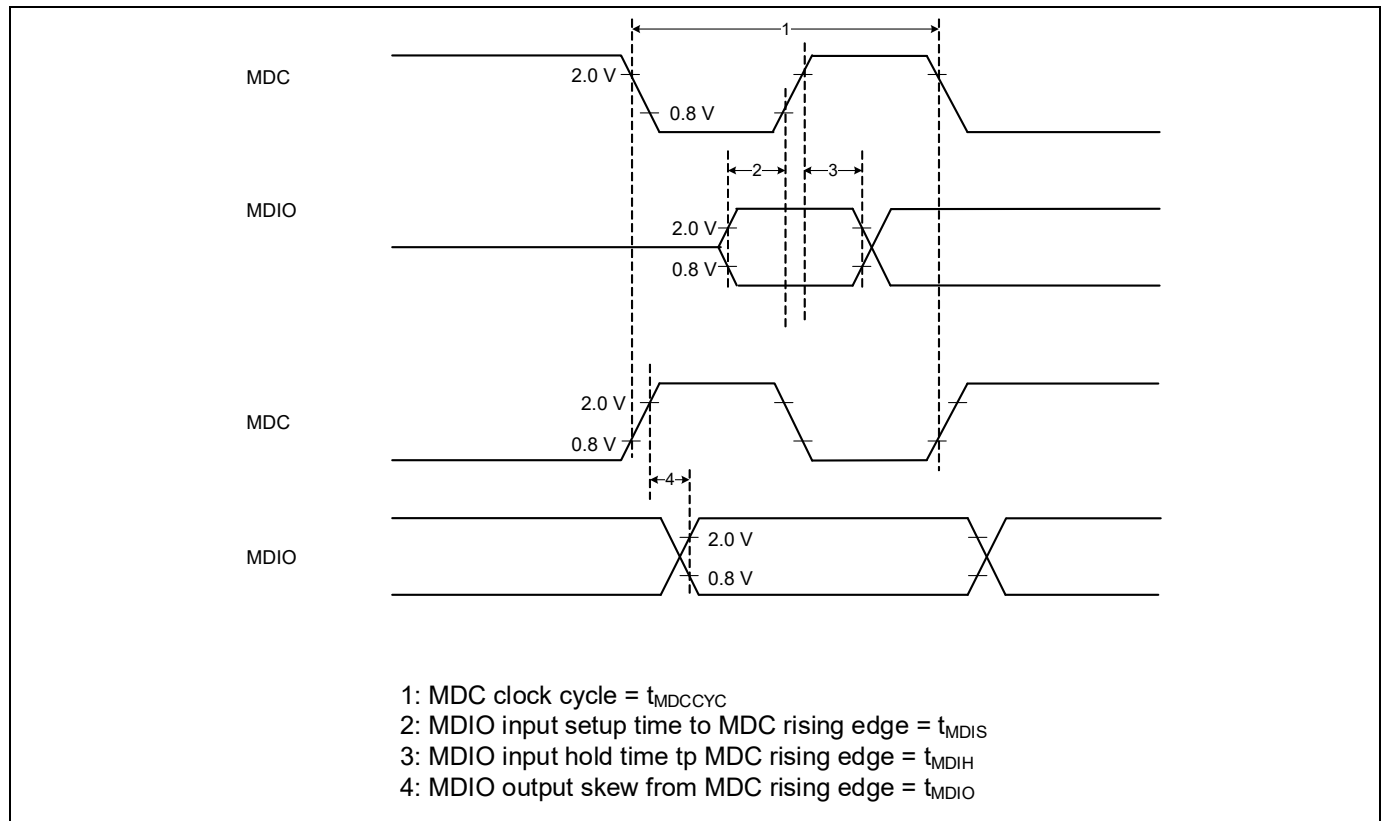 1
MDC
2.0 V
0.8 V
2
3
MDIO
2.0 V
0.8 V
2.0 V
MDC
0.8 V
4
2.0 V
MDIO
0.8 V
1: MDC clock cycle = tMDCCYC
2: MDIO input setup time to MDC rising edge = tMDIS
3: MDIO input hold time tp MDC rising edge = tMDIH
4: MDIO output skew from MDC rising edge = tMDIO